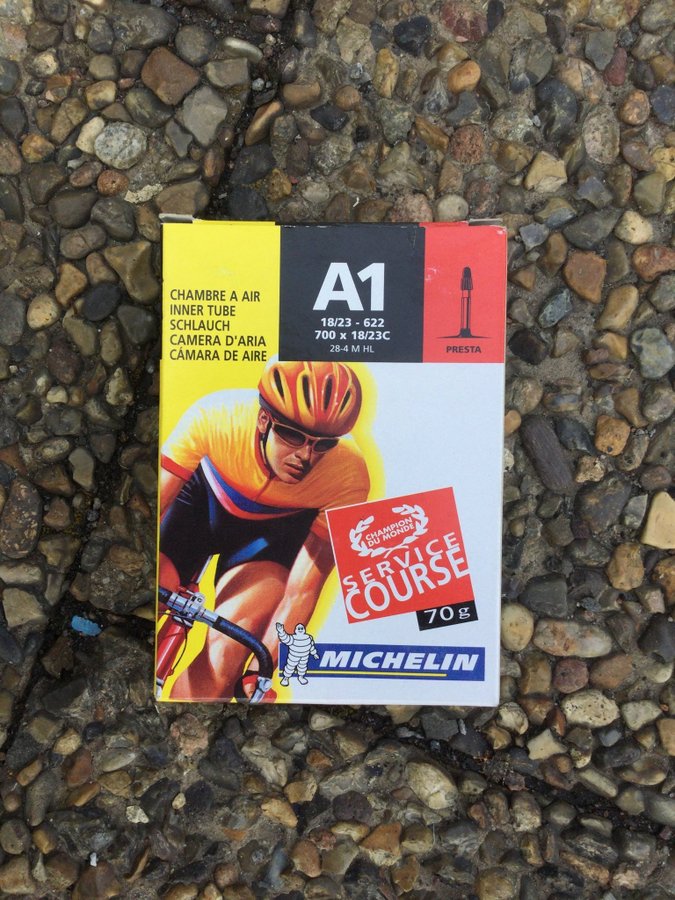 CHAMBRE A AIR
INNER TUBE
SCHLAUCH
CAMERA D'ARIA
CÁMARA DE AIRE
A1
18/23 - 622
700 x 18/23C
28-4 M HL
PRESTA
CHAMPION
DU MONDE
SERVICE
COURSE
70 g
MICHELIN